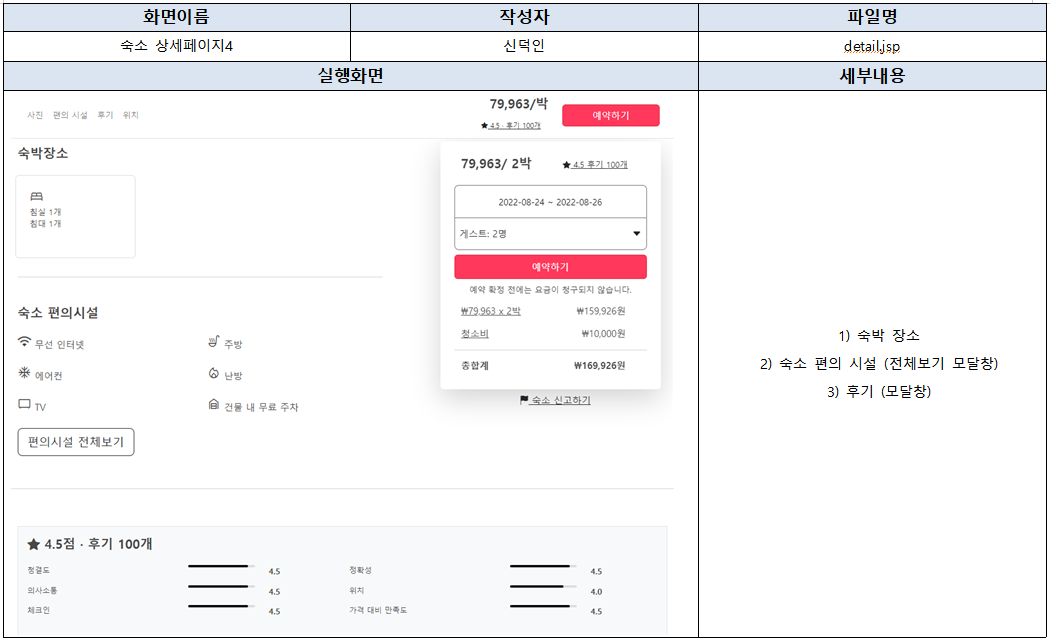 화면이름 작성자 파일명
숙소 상세페이지4 신덕인 detail.jsp
실행화면 세부내용
사진 편의 시설 후기 위치
79,963/박
4.5 · 후기 100개
예약하기
숙박장소
침실 1개
침대 1개
79,963/ 2박 4.5 후기 100개
2022-08-24 ~ 2022-08-26
게스트: 2명
예약하기
예약 확정 전에는 요금이 청구되지 않습니다.
₩79,963 x 2박 ₩159,926원
청소비 ₩10,000원
총합계 ₩169,926원
숙소 신고하기
숙소 편의시설
무선 인터넷 주방
에어컨 난방
TV 건물 내 무료 주차
편의시설 전체보기
4.5점 · 후기 100개
청결도 4.5 정확성 4.5
의사소통 4.5 위치 4.0
체크인 4.5 가격 대비 만족도 4.5
1) 숙박 장소
2) 숙소 편의 시설 (전체보기 모달창)
3) 후기 (모달창)